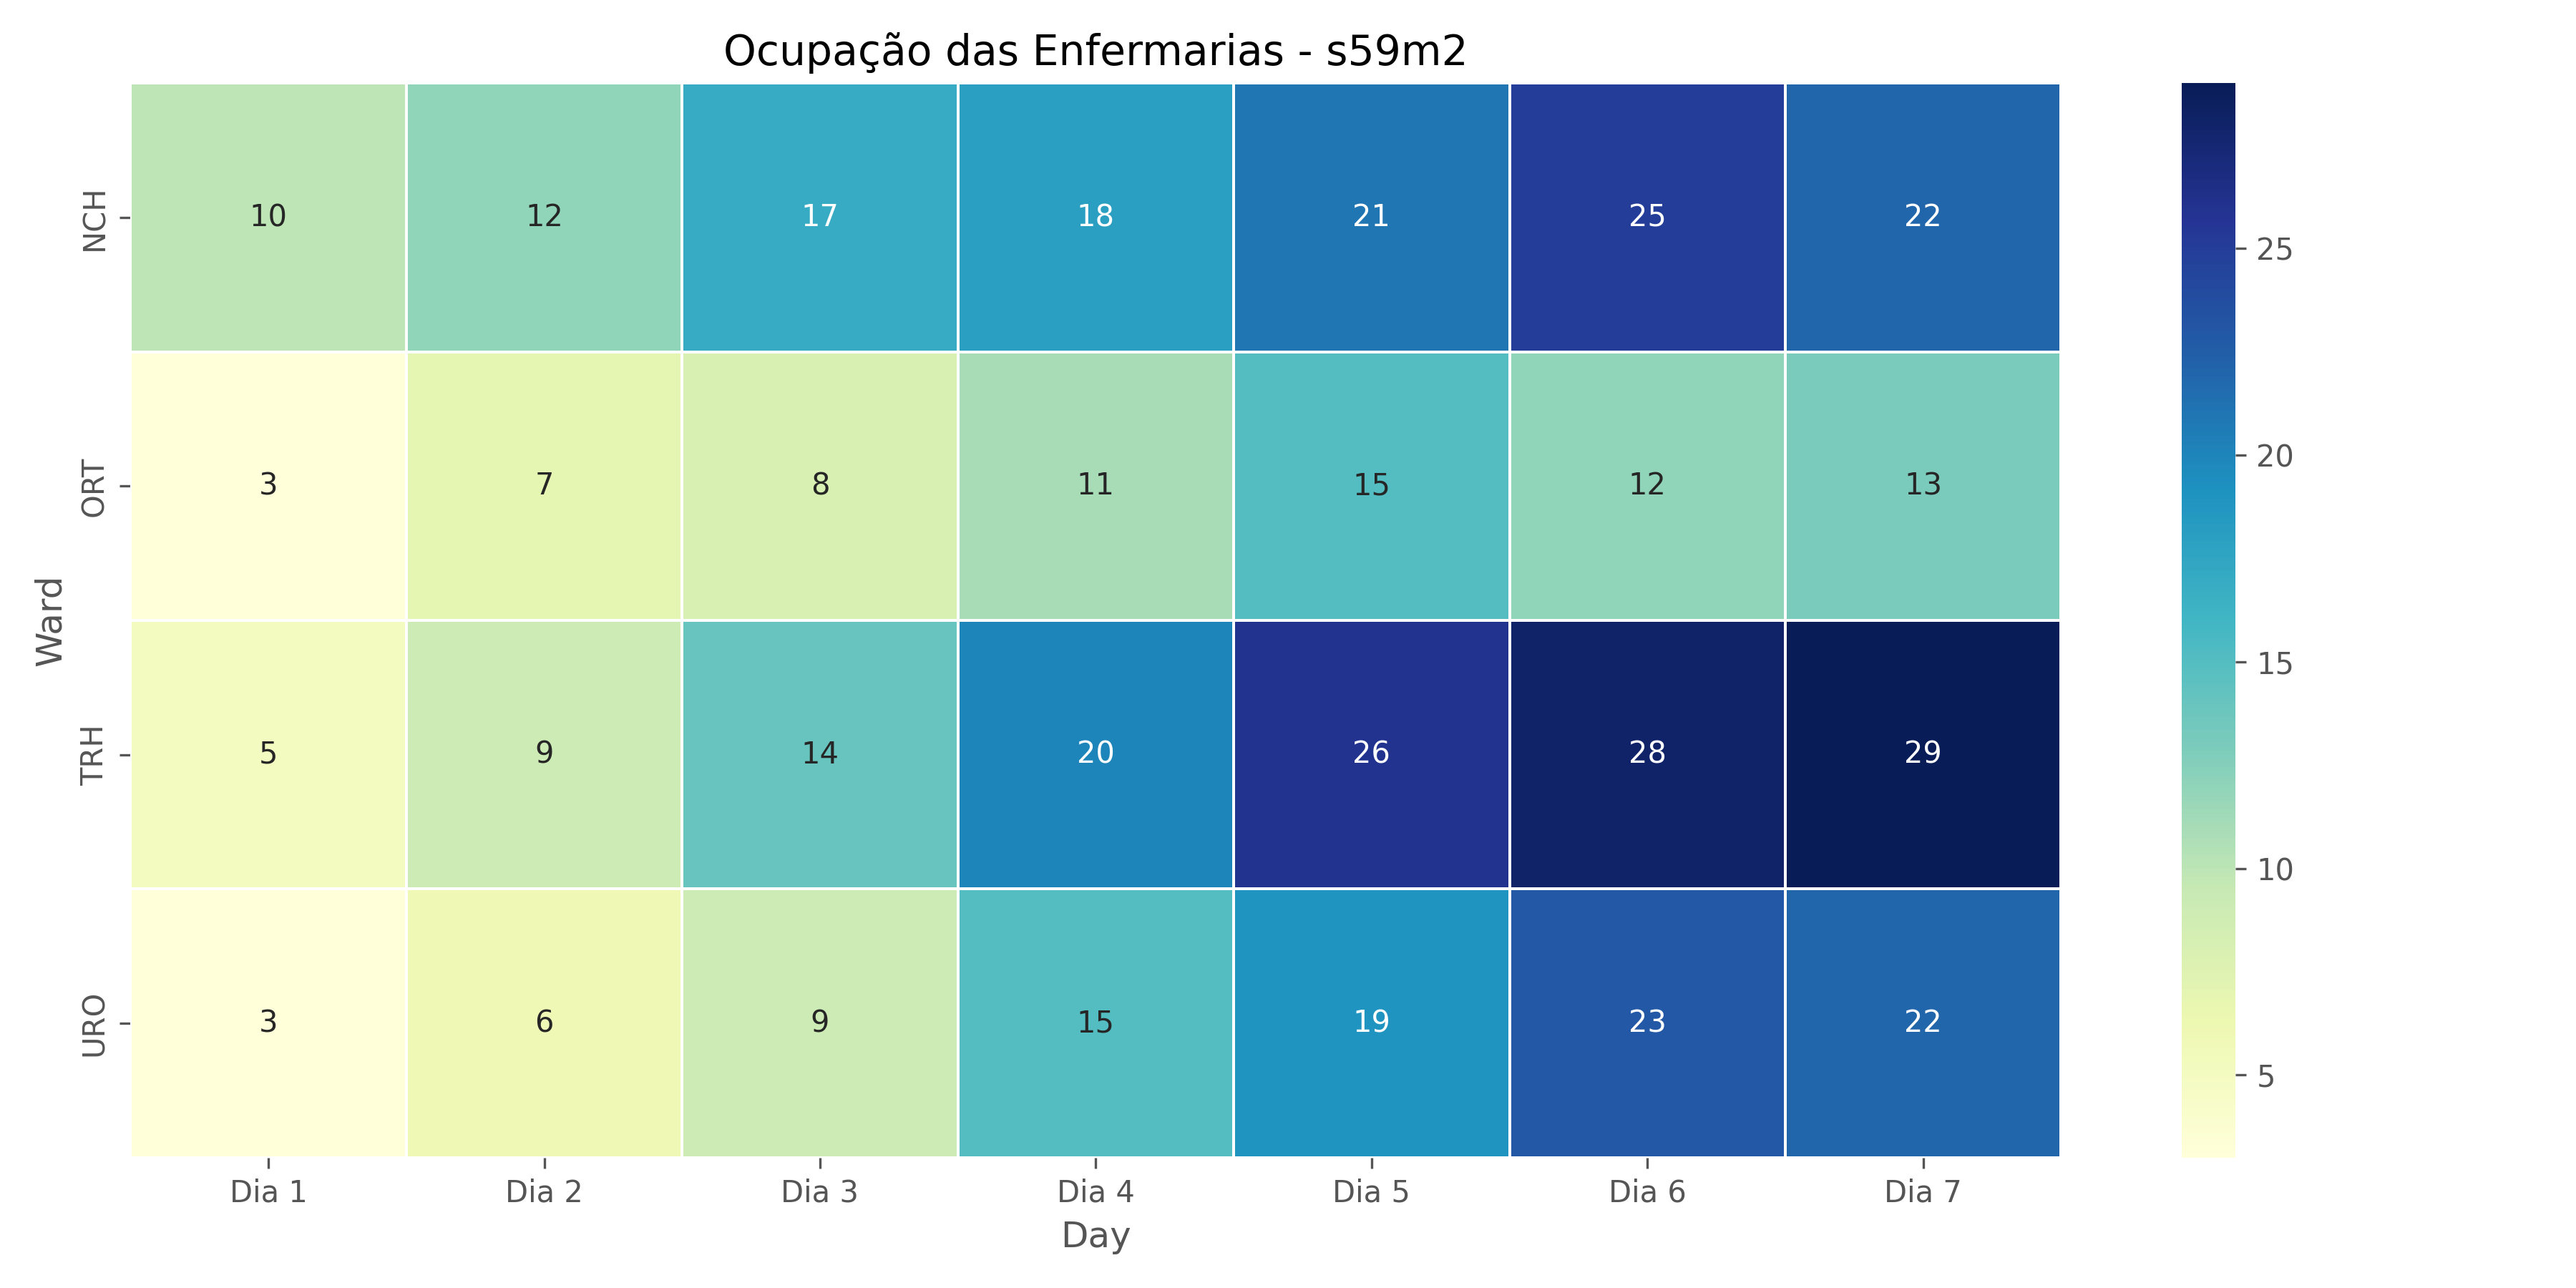 Ocupação das Enfermarias - s59m2
NCH 10 12 17 18 21 25 22
ORT 3 7 8 11 15 12 13
TRH 5 9 14 20 26 28 29
URO 3 6 9 15 19 23 22
Ward
Dia 1 Dia 2 Dia 3 Dia 4 Dia 5 Dia 6 Dia 7
Day
25
20
15
10
5